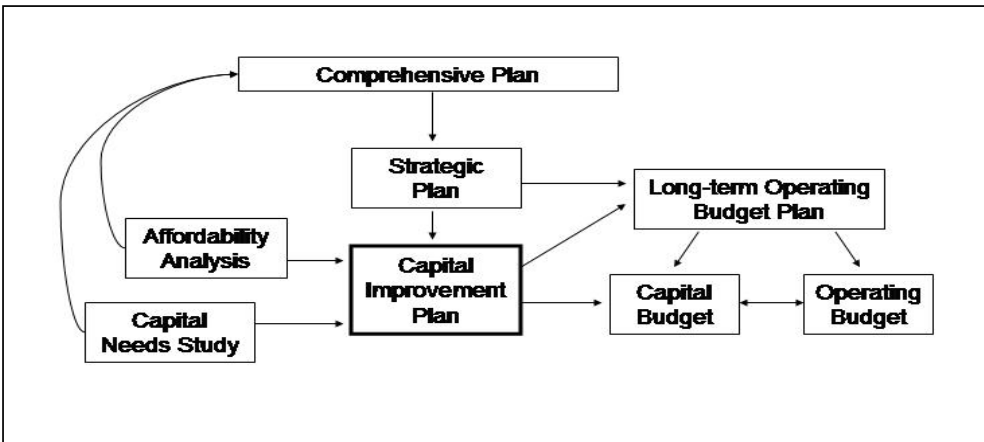 Comprehensive Plan
Strategic
Plan
Long-term Operating
Budget Plan
Affordability
Analysis
Capital
Improvement
Plan
Capital
Budget
Operating
Budget
Capital
Needs Study